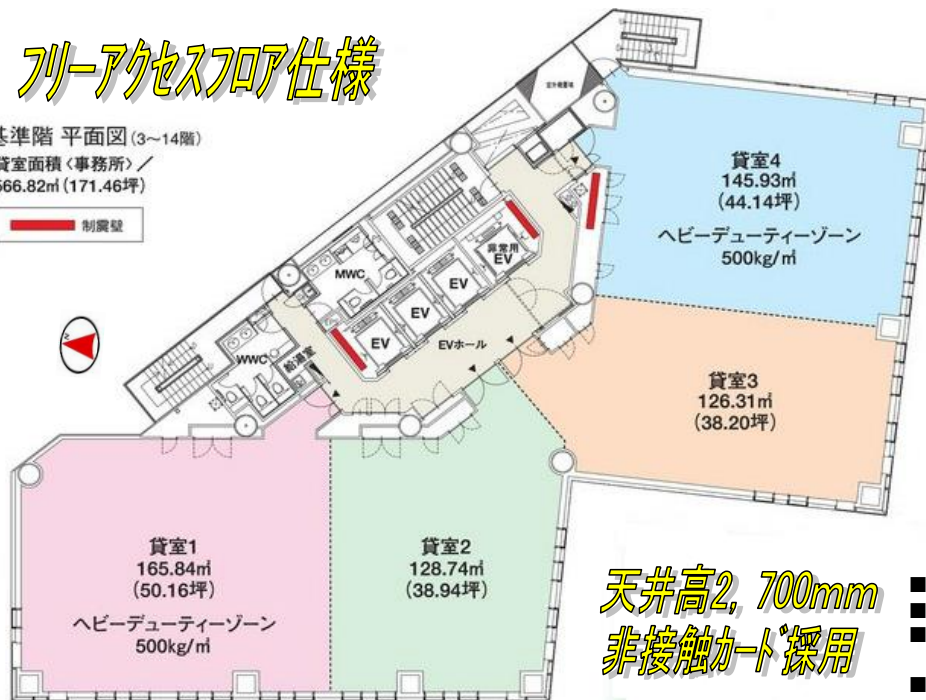 フリーアクセスフロア仕様
基準階 平面図(3〜14階)
貸室面積〈事務所〉／
566.82㎡(171.46坪)
制震壁
貸室4
145.93㎡
(44.14坪)
ヘビーデューティーゾーン
500kg/㎡
MWC
非常用
EV
EV
EV
EV
EVホール
WWC
給湯室
貸室3
126.31㎡
(38.20坪)
貸室1
165.84㎡
(50.16坪)
ヘビーデューティーゾーン
500kg/㎡
貸室2
128.74㎡
(38.94坪)
天井高2, 700mm
非接触カード採用